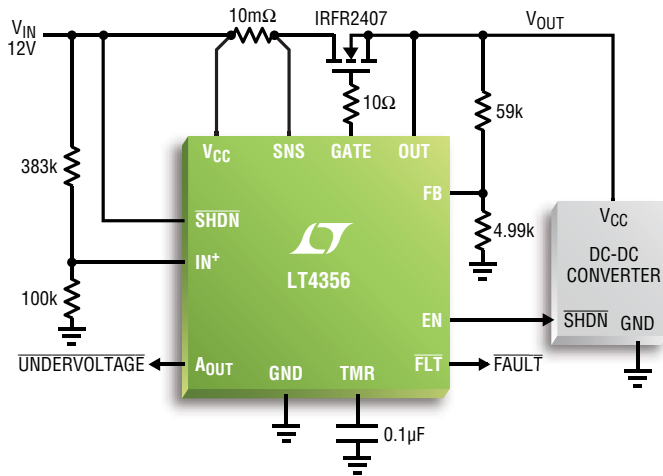 10mΩ
IRFR2407
VIN
12V
VOUT
10Ω
59k
383k
VCC
SNS
GATE
OUT
FB
SHDN
4.99k
VCC
DC-DC
CONVERTER
IN+
LT4356
100k
EN
SHDN
GND
UNDERVOLTAGE
AOUT
GND
TMR
FLT
FAULT
0.1µF